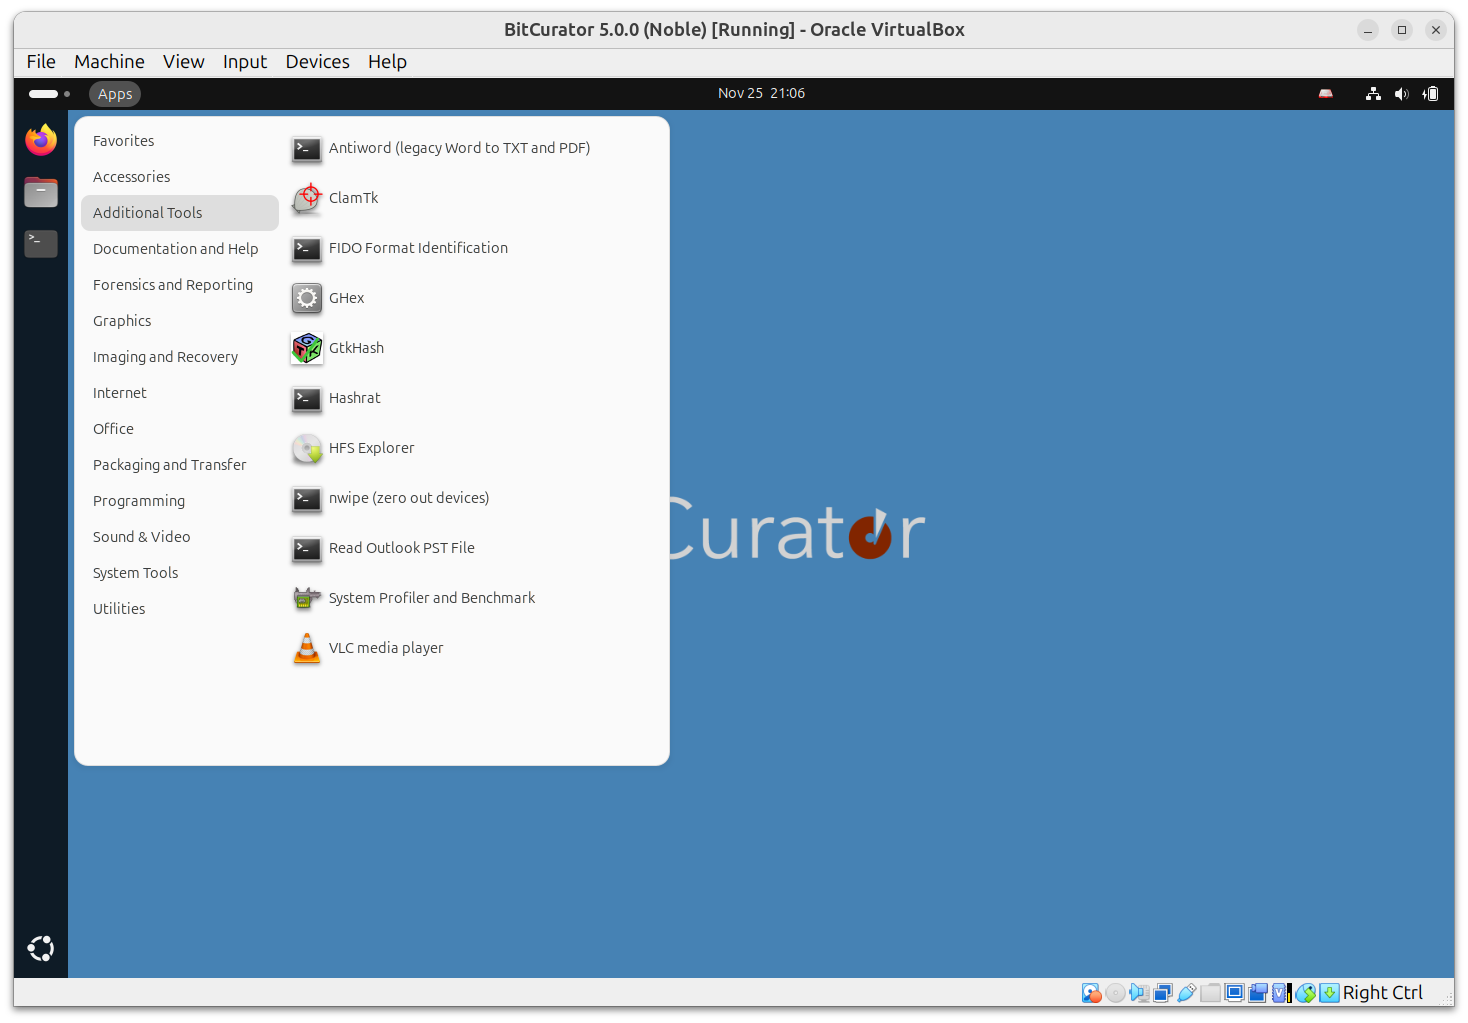 BitCurator 5.0.0 (Noble) [Running] - Oracle VirtualBox
File Machine View Input Devices Help
Apps
Nov 25 21:06
Favorites
Accessories
Additional Tools
Documentation and Help
Forensics and Reporting
Graphics
Imaging and Recovery
Internet
Office
Packaging and Transfer
Programming
Sound & Video
System Tools
Utilities
Antiword (legacy Word to TXT and PDF)
ClamTk
FIDO Format Identification
GHex
GtkHash
Hashrat
HFS Explorer
nwipe (zero out devices)
Read Outlook PST File
System Profiler and Benchmark
VLC media player
Curator
Right Ctrl